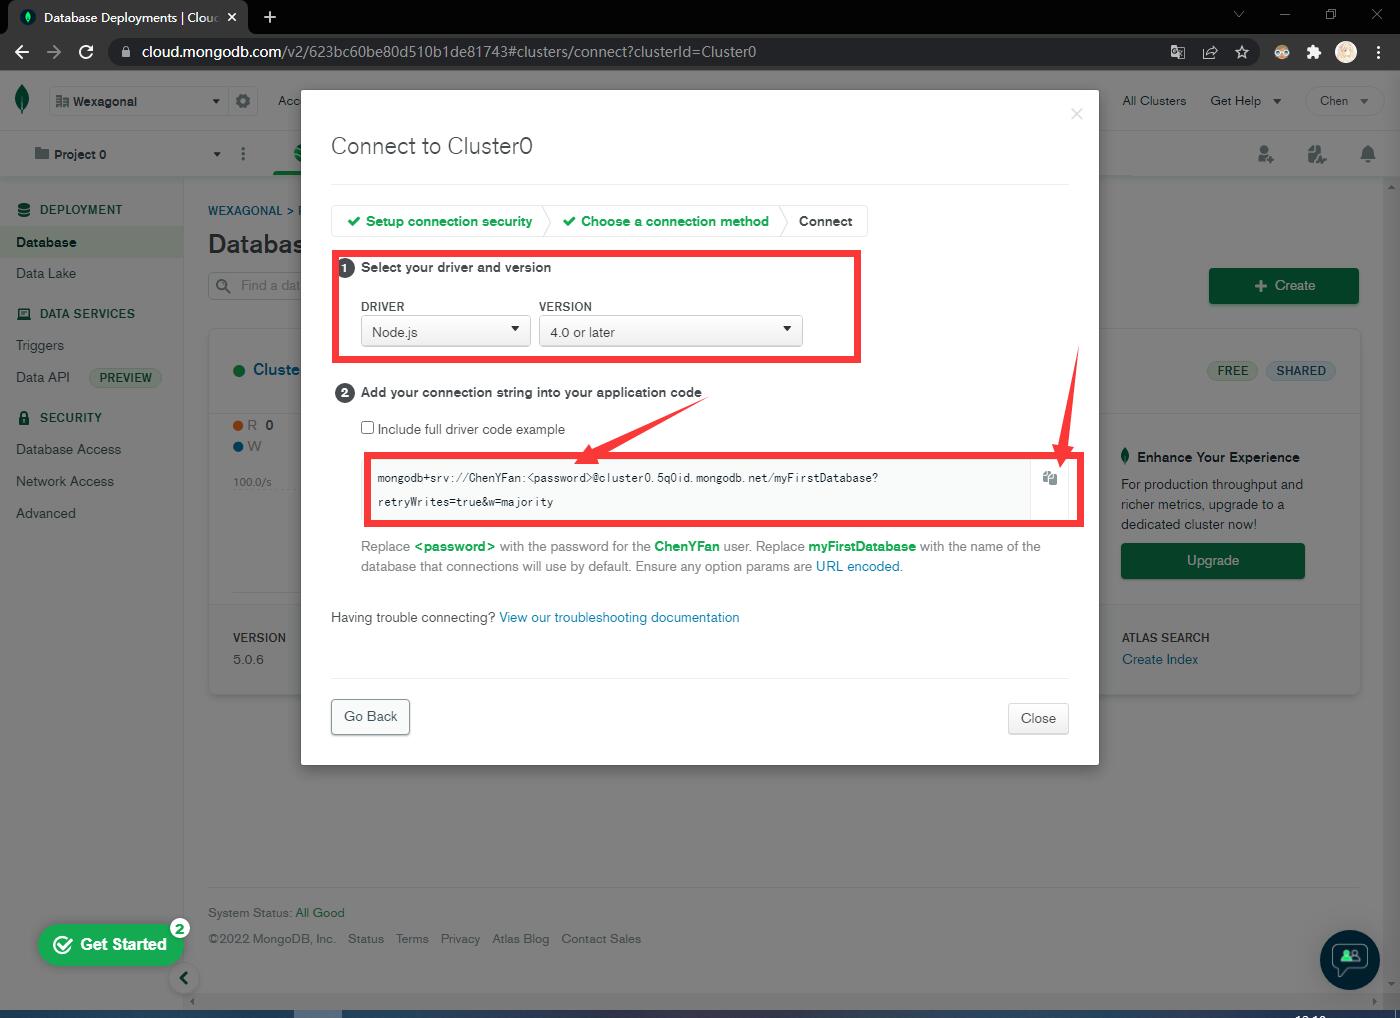 Database Deployments | Clou
cloud.mongodb.com/v2/623bc60be80d510b1de81743#clusters/connect?clusterId=Cluster0
Wexagonal
Acc
All Clusters
Get Help
Chen
Project 0
Connect to Cluster0
DEPLOYMENT
Database
Data Lake
DATA SERVICES
Triggers
Data API PREVIEW
SECURITY
Database Access
Network Access
Advanced
WEXAGONAL >
Databas
Find a dat
Create
Cluste
FREE SHARED
R 0
W
100.0/s
VERSION
5.0.6
Setup connection security
Choose a connection method
Connect
1 Select your driver and version
DRIVER VERSION
Node.js 4.0 or later
2 Add your connection string into your application code
Include full driver code example
mongodb+srv://ChenYFan:<password>@cluster0.5q0id.mongodb.net/myFirstDatabase?
retryWrites=true&w=majority
Replace <password> with the password for the ChenYFan user. Replace myFirstDatabase with the name of the
database that connections will use by default. Ensure any option params are URL encoded.
Having trouble connecting? View our troubleshooting documentation
Go Back
Close
Enhance Your Experience
For production throughput and
richer metrics, upgrade to a
dedicated cluster now!
Upgrade
ATLAS SEARCH
Create Index
System Status: All Good
©2022 MongoDB, Inc. Status Terms Privacy Atlas Blog Contact Sales
Get Started
2